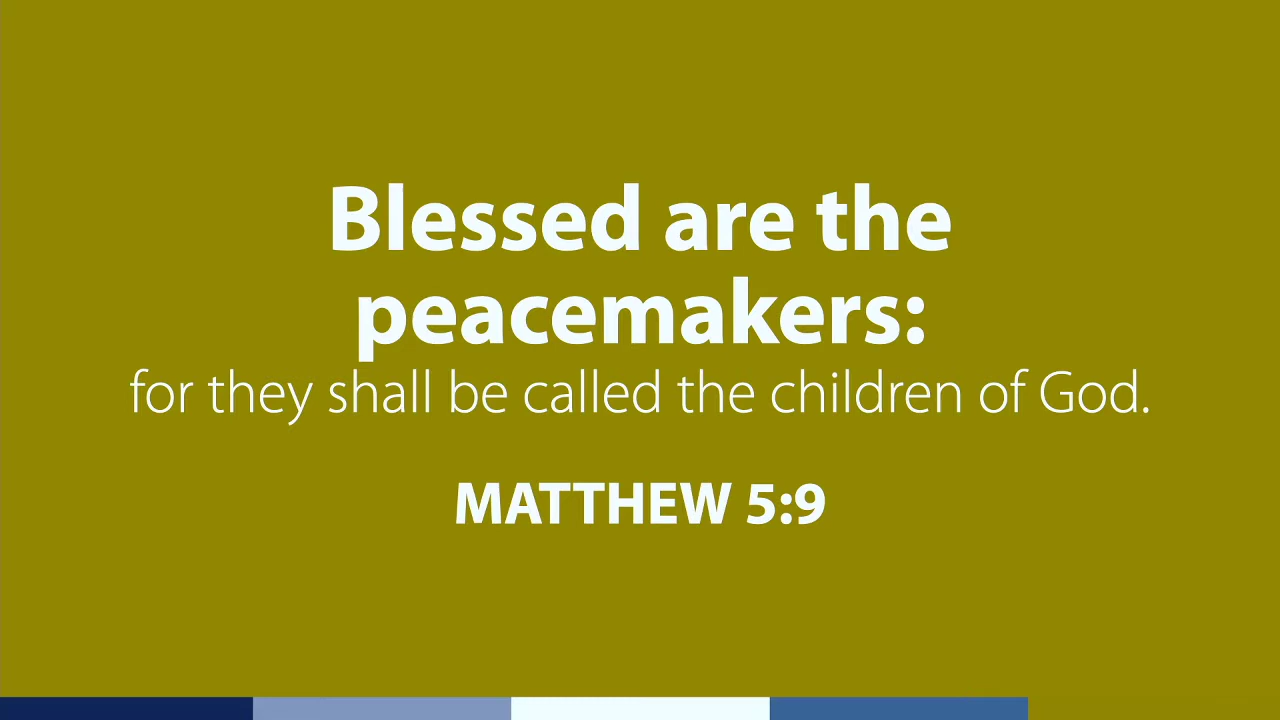 Blessed are the
peacemakers:
for they shall be called the children of God.
MATTHEW 5:9